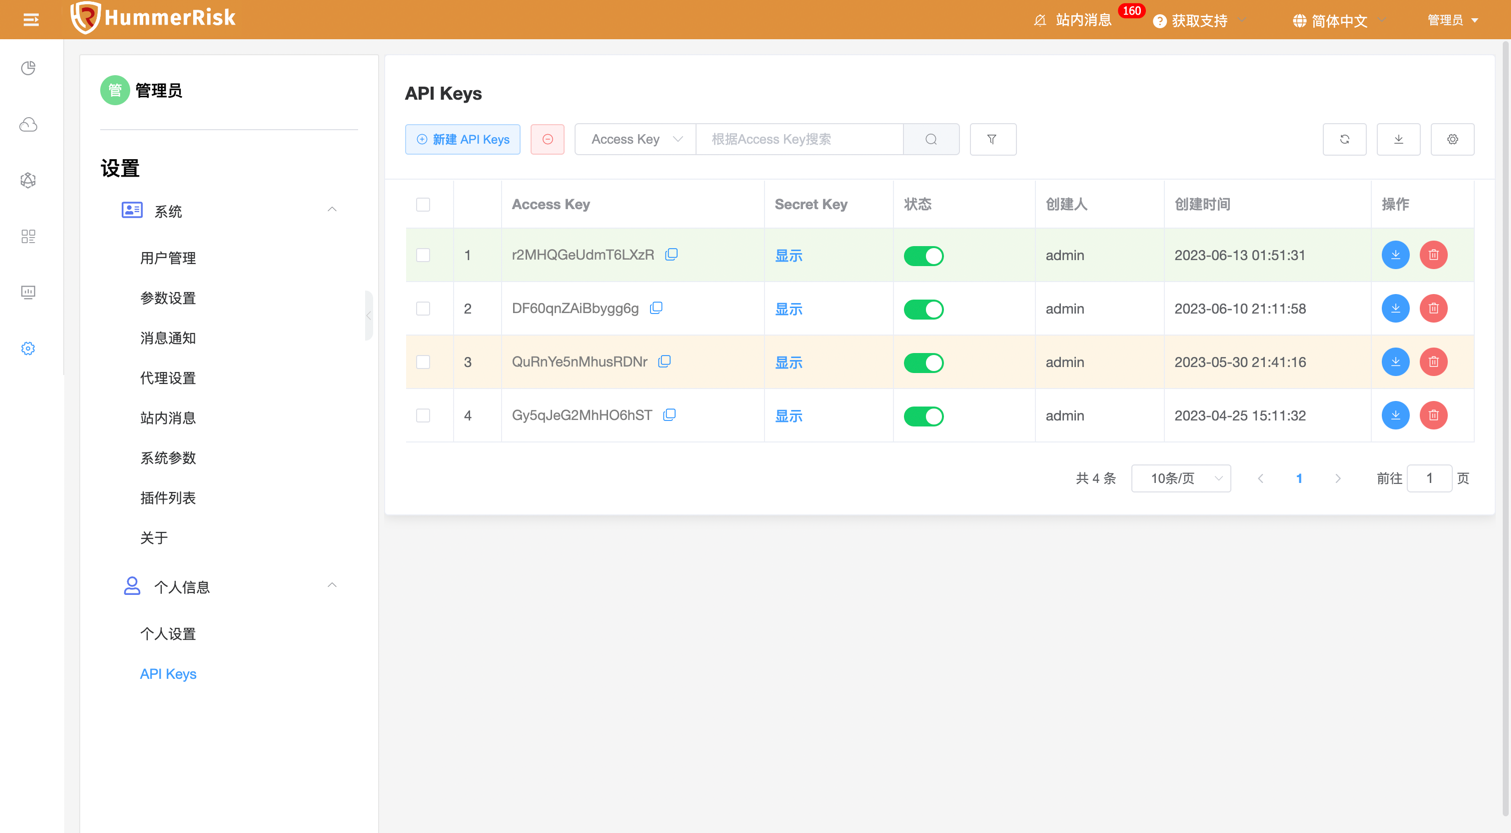 HummerRisk
站内消息
160
获取支持
简体中文
管理员
管
管理员
设置
系统
用户管理
参数设置
消息通知
代理设置
站内消息
系统参数
插件列表
关于
个人信息
个人设置
API Keys
API Keys
新建 API Keys
Access Key
根据Access Key搜索
Access Key Secret Key 状态 创建人 创建时间 操作
1 r2MHQGeUdmT6LXzR 显示 admin 2023-06-13 01:51:31
2 DF60qnZAiBbygg6g 显示 admin 2023-06-10 21:11:58
3 QuRnYe5nMhusRDNr 显示 admin 2023-05-30 21:41:16
4 Gy5qJeG2MhHO6hST 显示 admin 2023-04-25 15:11:32
共 4 条 10条/页 1 前往 1 页